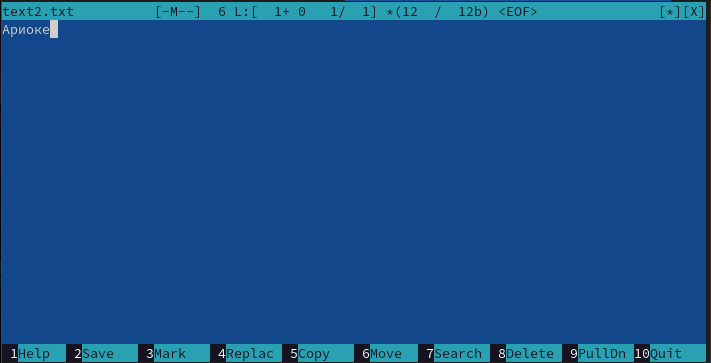 text2.txt [-M--] 6 L:[ 1+ 0 1/ 1] *(12 / 12b) <EOF> [*][X]
Ариоке
1Help 2Save 3Mark 4Replac 5Copy 6Move 7Search 8Delete 9PullDn 10Quit